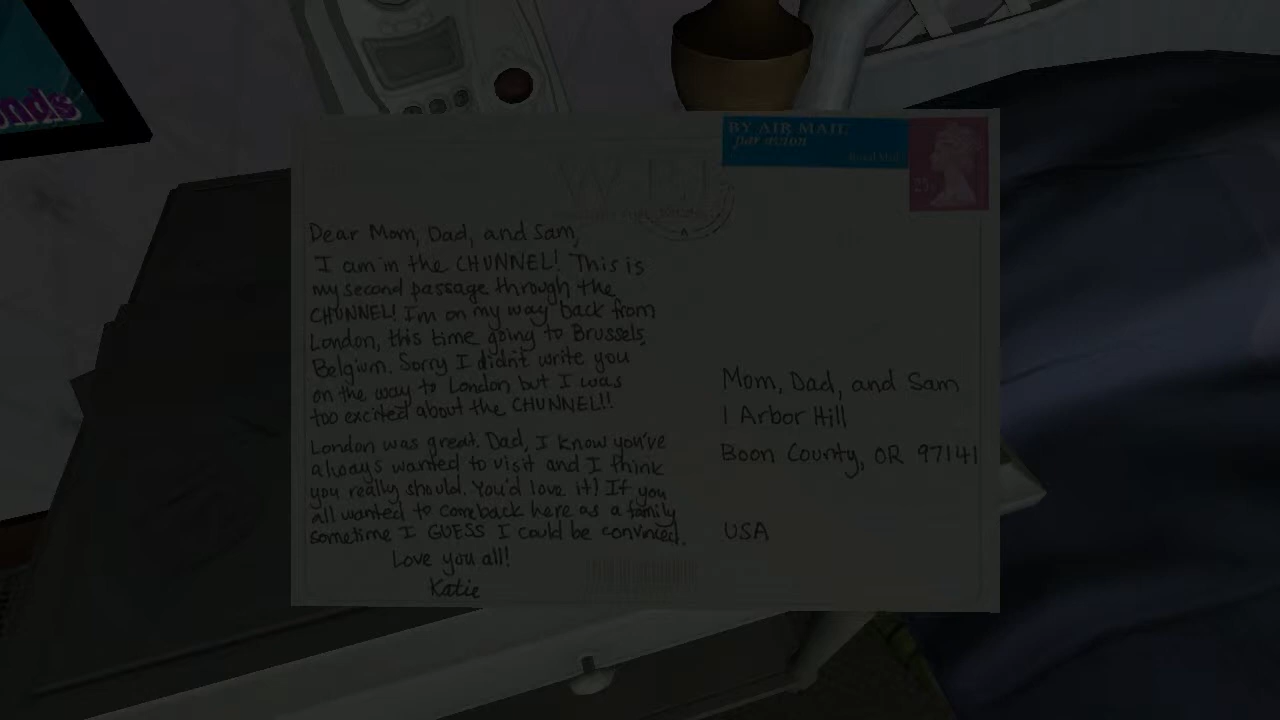 onds
BY AIR MAIL
par avion
Royal Mail
Dear Mom, Dad, and Sam,
I am in the CHUNNEL! This is
my second passage through the
CHUNNEL! I'm on my way back from
London, this time going to Brussels,
Belgium. Sorry I didn't write you
on the way to London but I was
too excited about the CHUNNEL!!
London was great. Dad, I know you've
always wanted to visit and I think
you really should. You'd love it! If you
all wanted to comeback here as a family
sometime I GUESS I could be convinced.
Love you all!
Katie
Mom, Dad, and Sam
1 Arbor Hill
Boon County, OR 97141
USA